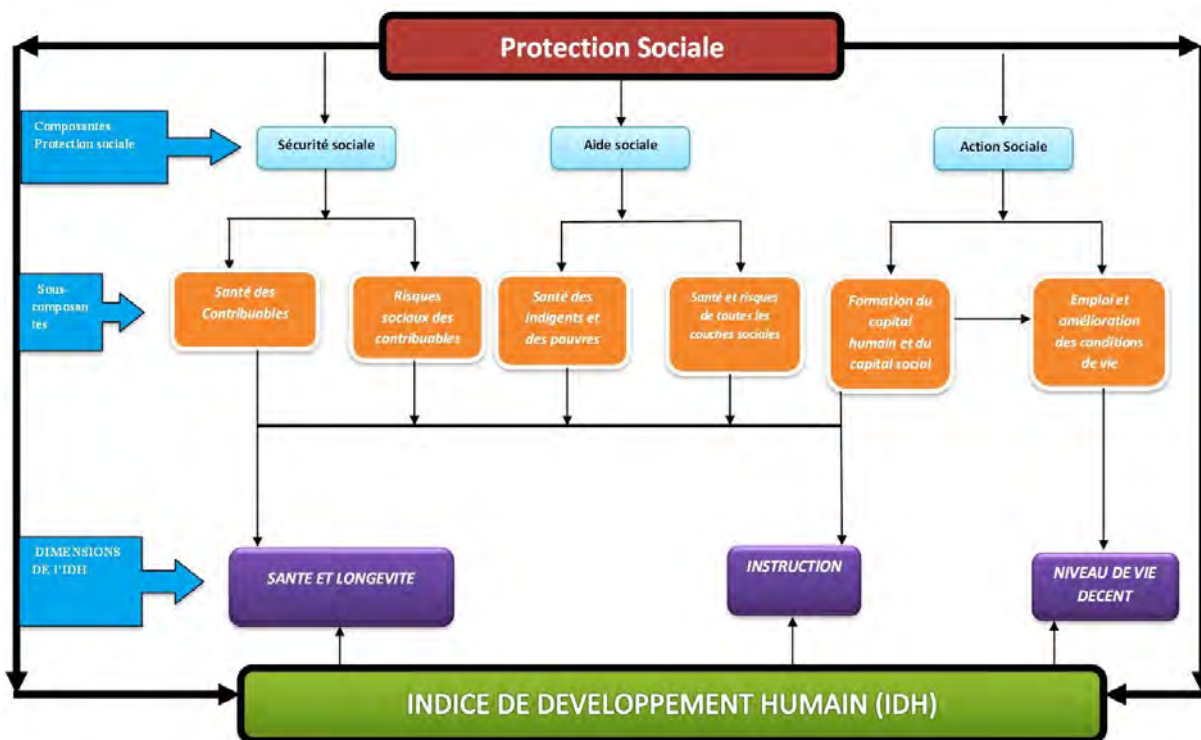 Protection Sociale
Composantes
Protection sociale
Sécurité sociale
Aide sociale
Action Sociale
Sous-
composan
tes
Santé des
Contribuables
Risques
sociaux des
contribuables
Santé des
indigents et
des pauvres
Santé et risques
de toutes les
couches sociales
Formation du
capital
humain et du
capital social
Emploi et
amélioration
des conditions
de vie
DIMENSIONS
DE l'IDH
SANTE ET LONGEVITE
INSTRUCTION
NIVEAU DE VIE
DECENT
INDICE DE DEVELOPPEMENT HUMAIN (IDH)